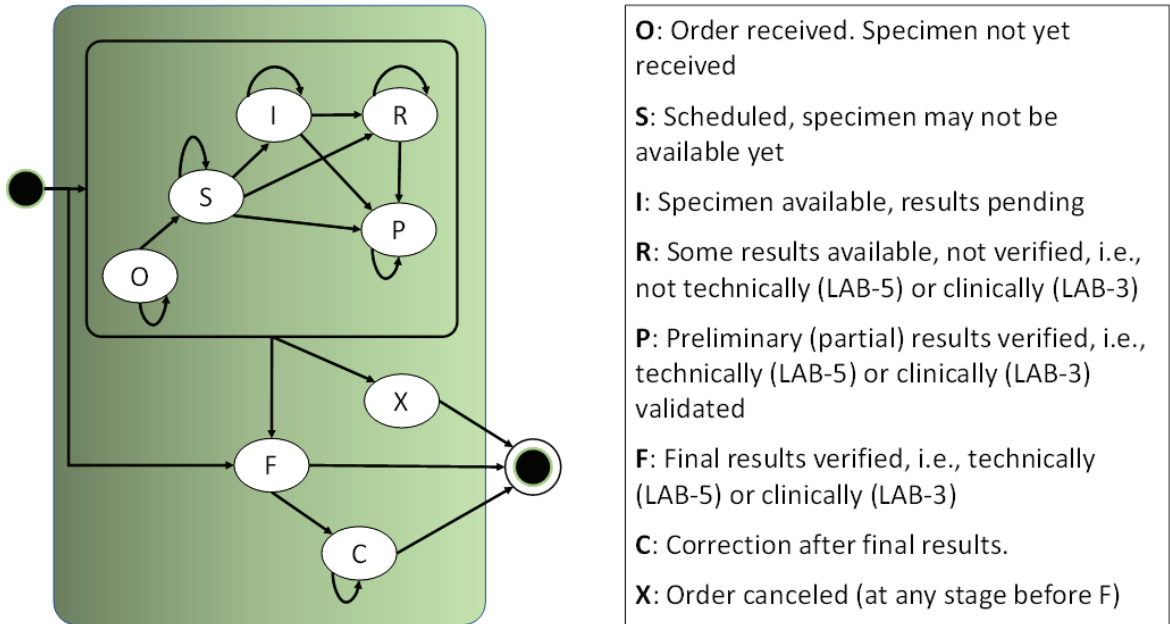 I
R
S
P
O
X
F
C
O: Order received. Specimen not yet
received
S: Scheduled, specimen may not be
available yet
I: Specimen available, results pending
R: Some results available, not verified, i.e.,
not technically (LAB-5) or clinically (LAB-3)
P: Preliminary (partial) results verified, i.e.,
technically (LAB-5) or clinically (LAB-3)
validated
F: Final results verified, i.e., technically
(LAB-5) or clinically (LAB-3)
C: Correction after final results.
X: Order canceled (at any stage before F)